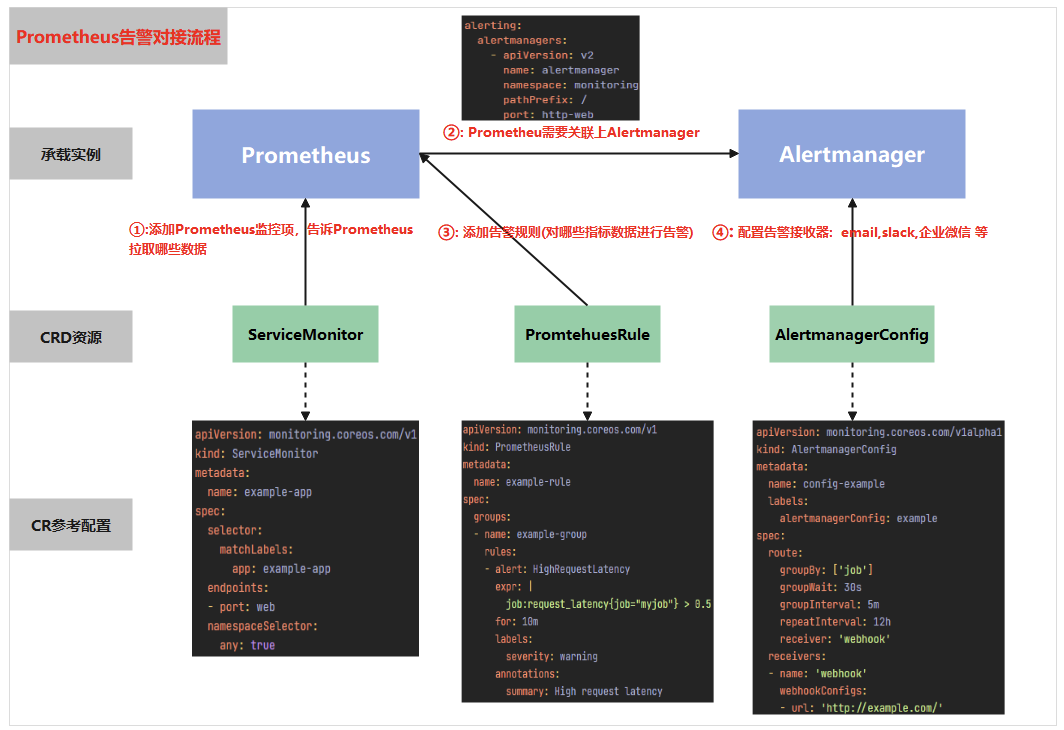 Prometheus告警对接流程
alerting:
alertmanagers:
- apiVersion: v2
name: alertmanager
namespace: monitoring
pathPrefix: /
port: http-web
②: Prometheu需要关联上Alertmanager
承载实例
Prometheus
Alertmanager
①:添加Prometheus监控项，告诉Prometheus
拉取哪些数据
③: 添加告警规则(对哪些指标数据进行告警)
④: 配置告警接收器: email,slack,企业微信 等
CRD资源
ServiceMonitor
PromtehuesRule
AlertmanagerConfig
CR参考配置
apiVersion: monitoring.coreos.com/v1
kind: ServiceMonitor
metadata:
name: example-app
spec:
selector:
matchLabels:
app: example-app
endpoints:
- port: web
namespaceSelector:
any: true
apiVersion: monitoring.coreos.com/v1
kind: PrometheusRule
metadata:
name: example-rule
spec:
groups:
- name: example-group
rules:
- alert: HighRequestLatency
expr: |
job:request_latency{job="myjob"} > 0.5
for: 10m
labels:
severity: warning
annotations:
summary: High request latency
apiVersion: monitoring.coreos.com/v1alpha1
kind: AlertmanagerConfig
metadata:
name: config-example
labels:
alertmanagerConfig: example
spec:
route:
groupBy: ['job']
groupWait: 30s
groupInterval: 5m
repeatInterval: 12h
receiver: 'webhook'
receivers:
- name: 'webhook'
webhookConfigs:
- url: 'http://example.com/'